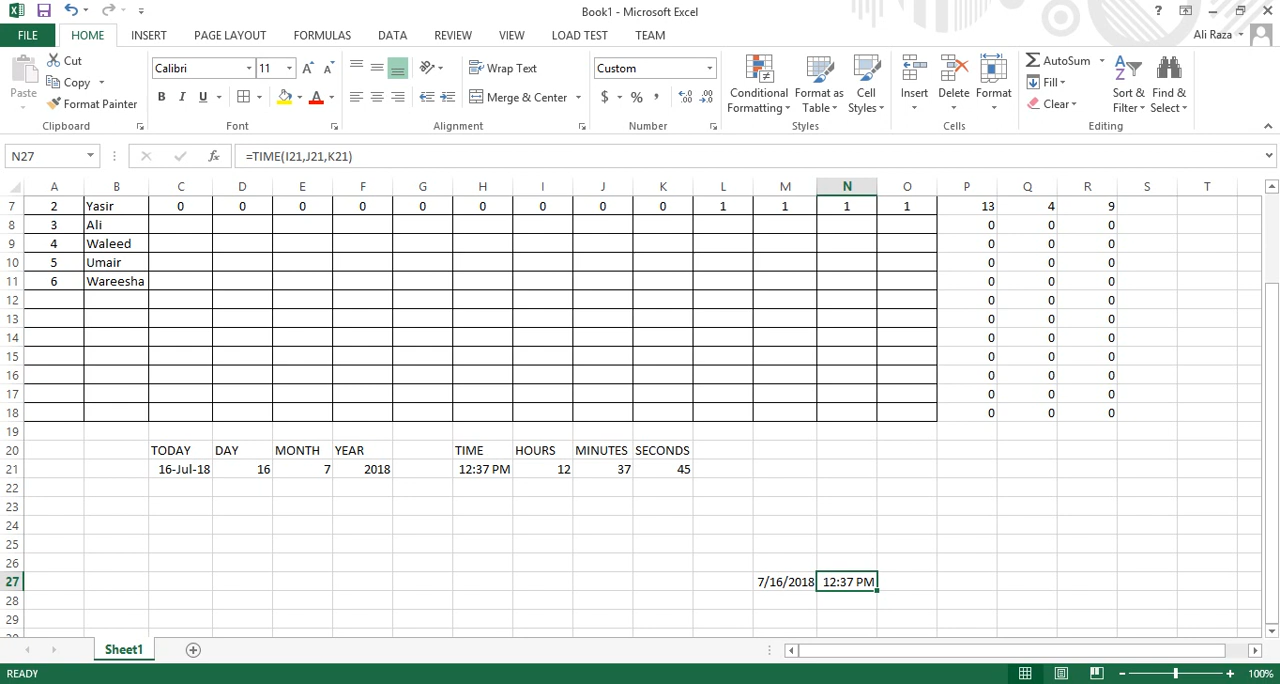 Book1 - Microsoft Excel
?
FILE HOME INSERT PAGE LAYOUT FORMULAS DATA REVIEW VIEW LOAD TEST TEAM Ali Raza
Paste
Cut
Copy
Format Painter
Clipboard
Calibri 11
B I U
Font
Wrap Text
Merge & Center
Alignment
Custom
$ % ,
Number
Conditional Formatting
Format as Table
Cell Styles
Styles
Insert Delete Format
Cells
AutoSum
Fill
Clear
Sort & Filter
Find & Select
Editing
N27 fx =TIME(I21,J21,K21)
A B C D E F G H I J K L M N O P Q R S T
7 2 Yasir 0 0 0 0 0 0 0 0 0 1 1 1 1 13 4 9
8 3 Ali 0 0 0
9 4 Waleed 0 0 0
10 5 Umair 0 0 0
11 6 Wareesha 0 0 0
12 0 0 0
13 0 0 0
14 0 0 0
15 0 0 0
16 0 0 0
17 0 0 0
18 0 0 0
19
20 TODAY DAY MONTH YEAR TIME HOURS MINUTES SECONDS
21 16-Jul-18 16 7 2018 12:37 PM 12 37 45
22
23
24
25
26
27 7/16/2018 12:37 PM
28
29
Sheet1
READY 100%